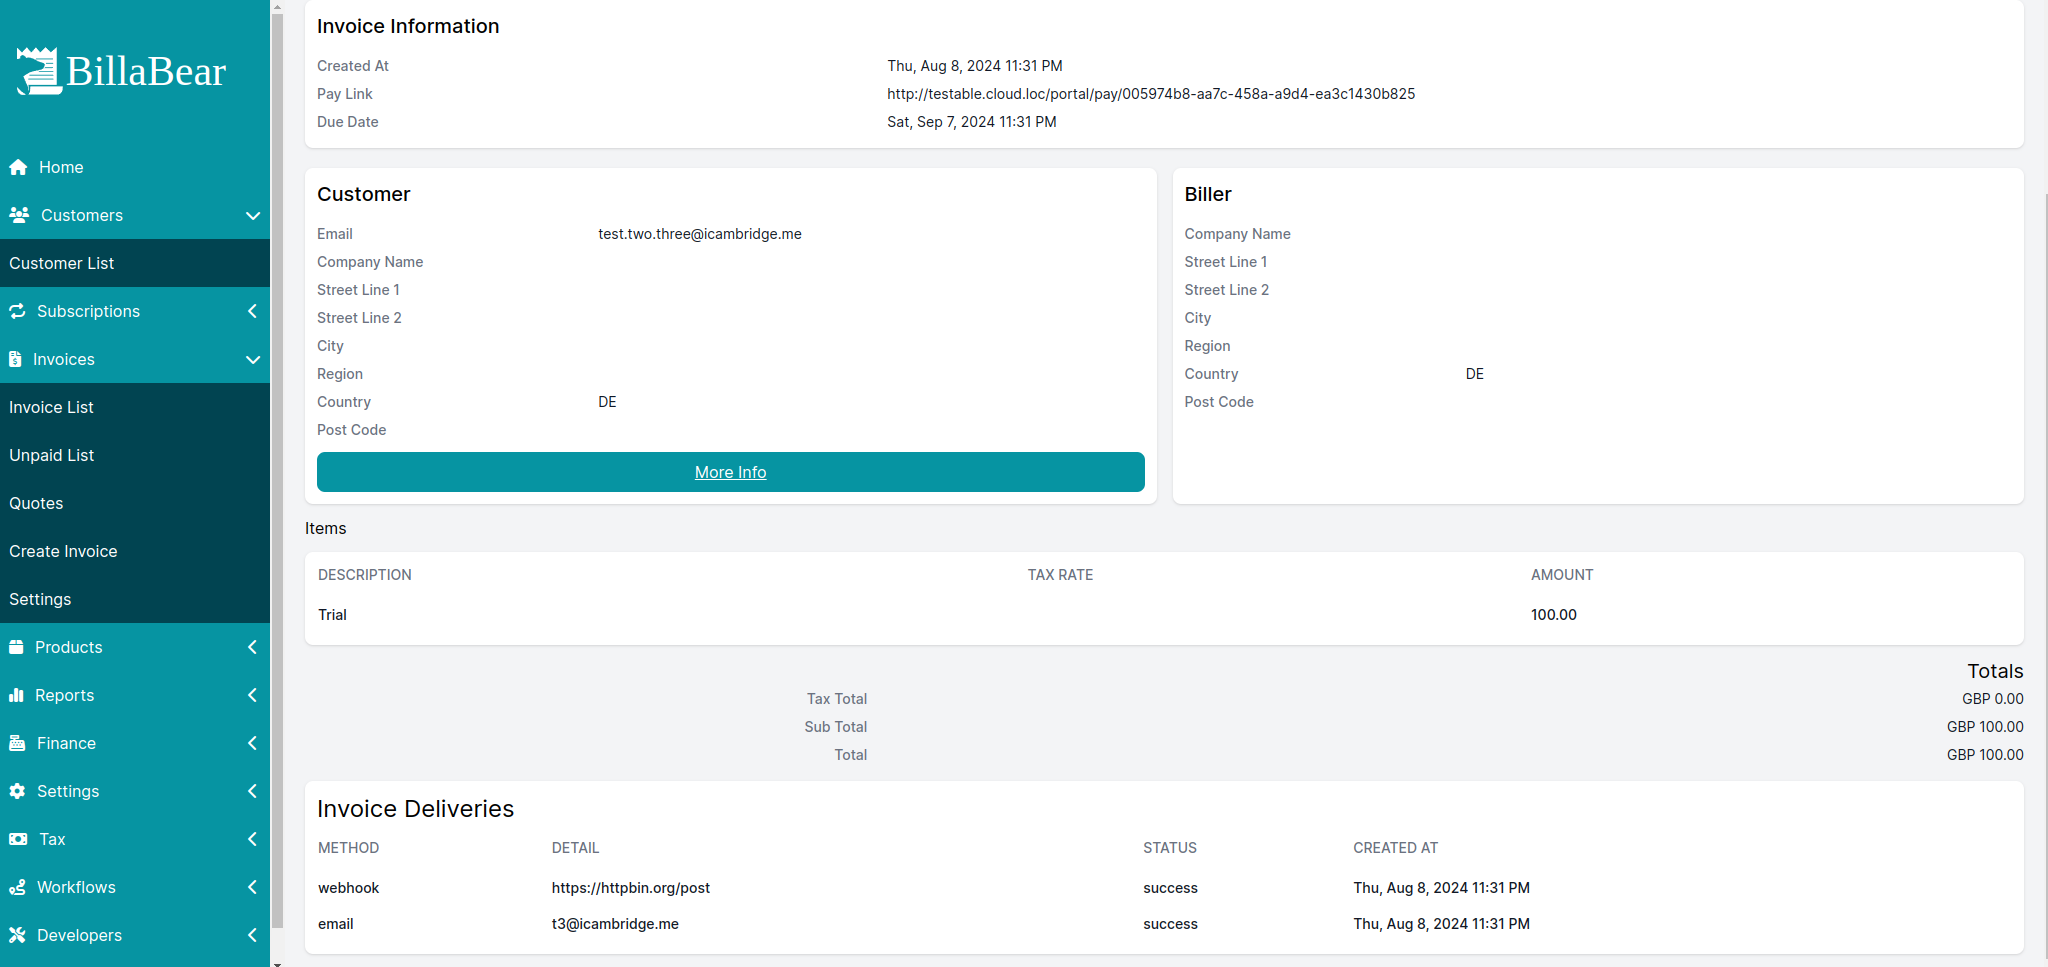 BillaBear
Home
Customers
Customer List
Subscriptions
Invoices
Invoice List
Unpaid List
Quotes
Create Invoice
Settings
Products
Reports
Finance
Settings
Tax
Workflows
Developers
Invoice Information
Created At Thu, Aug 8, 2024 11:31 PM
Pay Link http://testable.cloud.loc/portal/pay/005974b8-aa7c-458a-a9d4-ea3c1430b825
Due Date Sat, Sep 7, 2024 11:31 PM
Customer
Email test.two.three@icambridge.me
Company Name
Street Line 1
Street Line 2
City
Region
Country DE
Post Code
More Info
Biller
Company Name
Street Line 1
Street Line 2
City
Region
Country DE
Post Code
Items
DESCRIPTION TAX RATE AMOUNT
Trial 100.00
Totals
Tax Total GBP 0.00
Sub Total GBP 100.00
Total GBP 100.00
Invoice Deliveries
METHOD DETAIL STATUS CREATED AT
webhook https://httpbin.org/post success Thu, Aug 8, 2024 11:31 PM
email t3@icambridge.me success Thu, Aug 8, 2024 11:31 PM